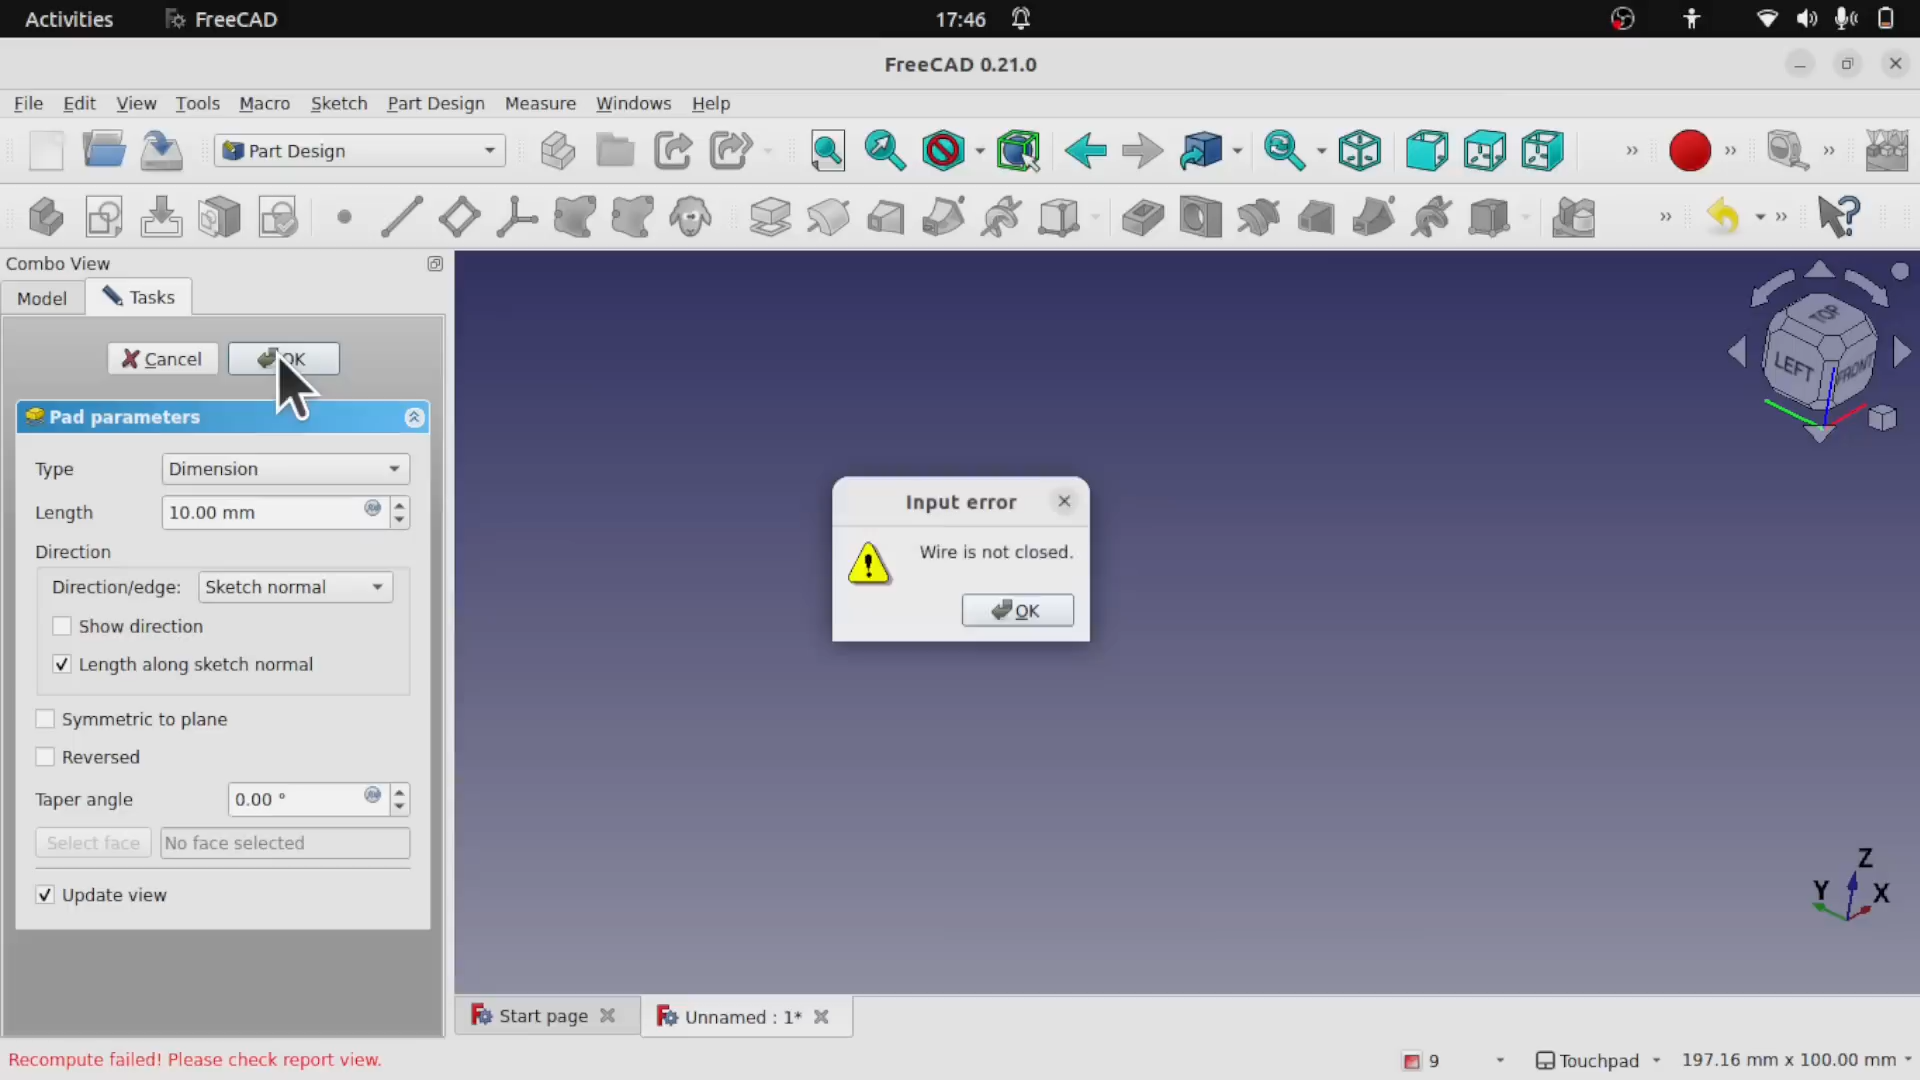 Activities FreeCAD 17:46
FreeCAD 0.21.0
File Edit View Tools Macro Sketch Part Design Measure Windows Help
Part Design
Combo View
Model Tasks
Cancel OK
Pad parameters
Type Dimension
Length 10.00 mm
Direction
Direction/edge: Sketch normal
Show direction
Length along sketch normal
Symmetric to plane
Reversed
Taper angle 0.00 °
Select face No face selected
Update view
Input error
Wire is not closed.
OK
TOP
LEFT FRONT
Z
Y X
Start page Unnamed : 1*
Recompute failed! Please check report view. 9 Touchpad 197.16 mm x 100.00 mm